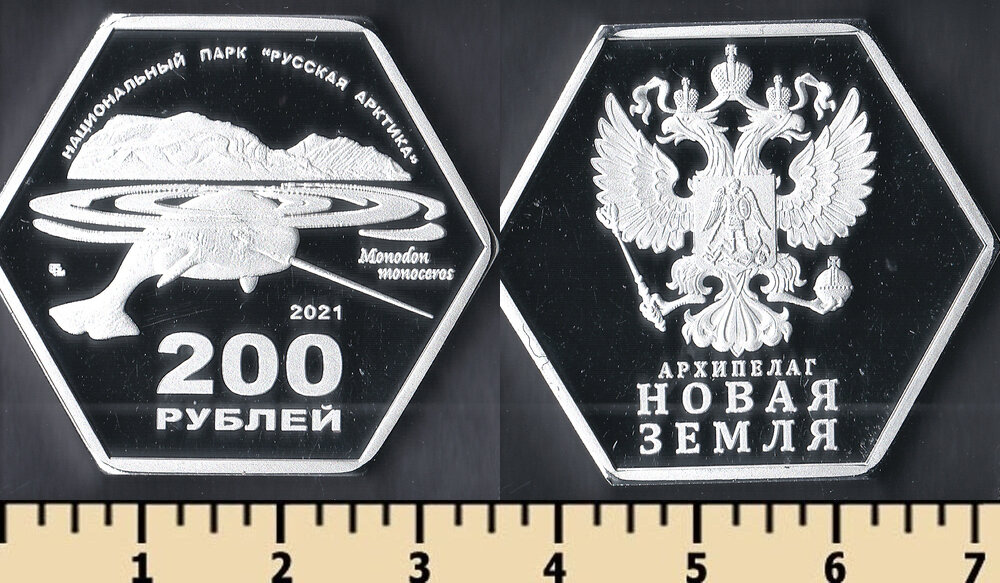 НАЦИОНАЛЬНЫЙ ПАРК "РУССКАЯ АРКТИКА"
Monodon
monoceros
2021
200
РУБЛЕЙ
АРХИПЕЛАГ
НОВАЯ
ЗЕМЛЯ
1 2 3 4 5 6 7